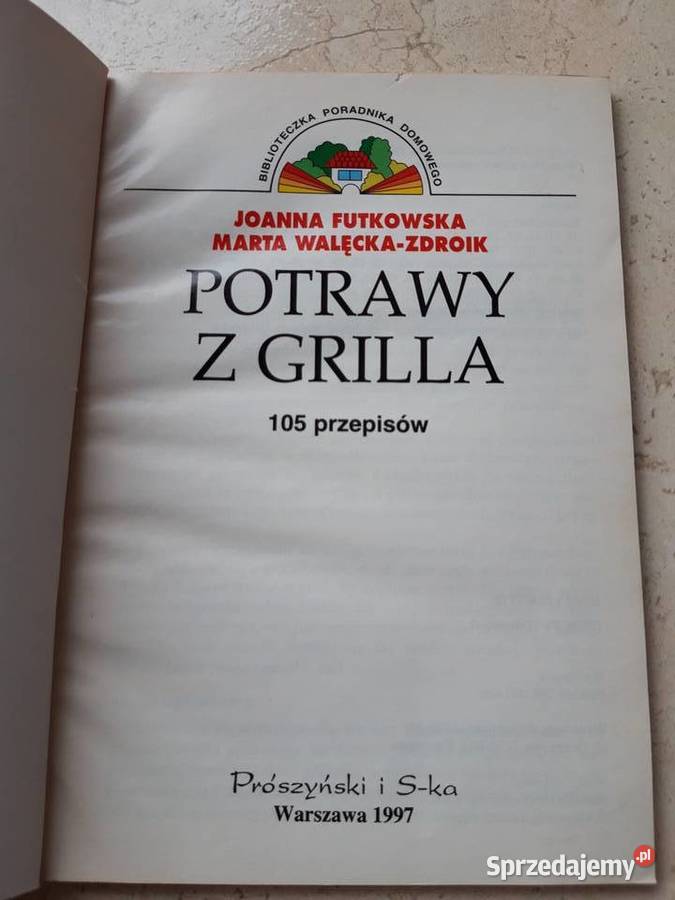 BIBLIOTECZKA PORADNIKA DOMOWEGO
JOANNA FUTKOWSKA
MARTA WALĘCKA-ZDROIK
POTRAWY
Z GRILLA
105 przepisów
Prószyński i S-ka
Warszawa 1997
Sprzedajemy.pl